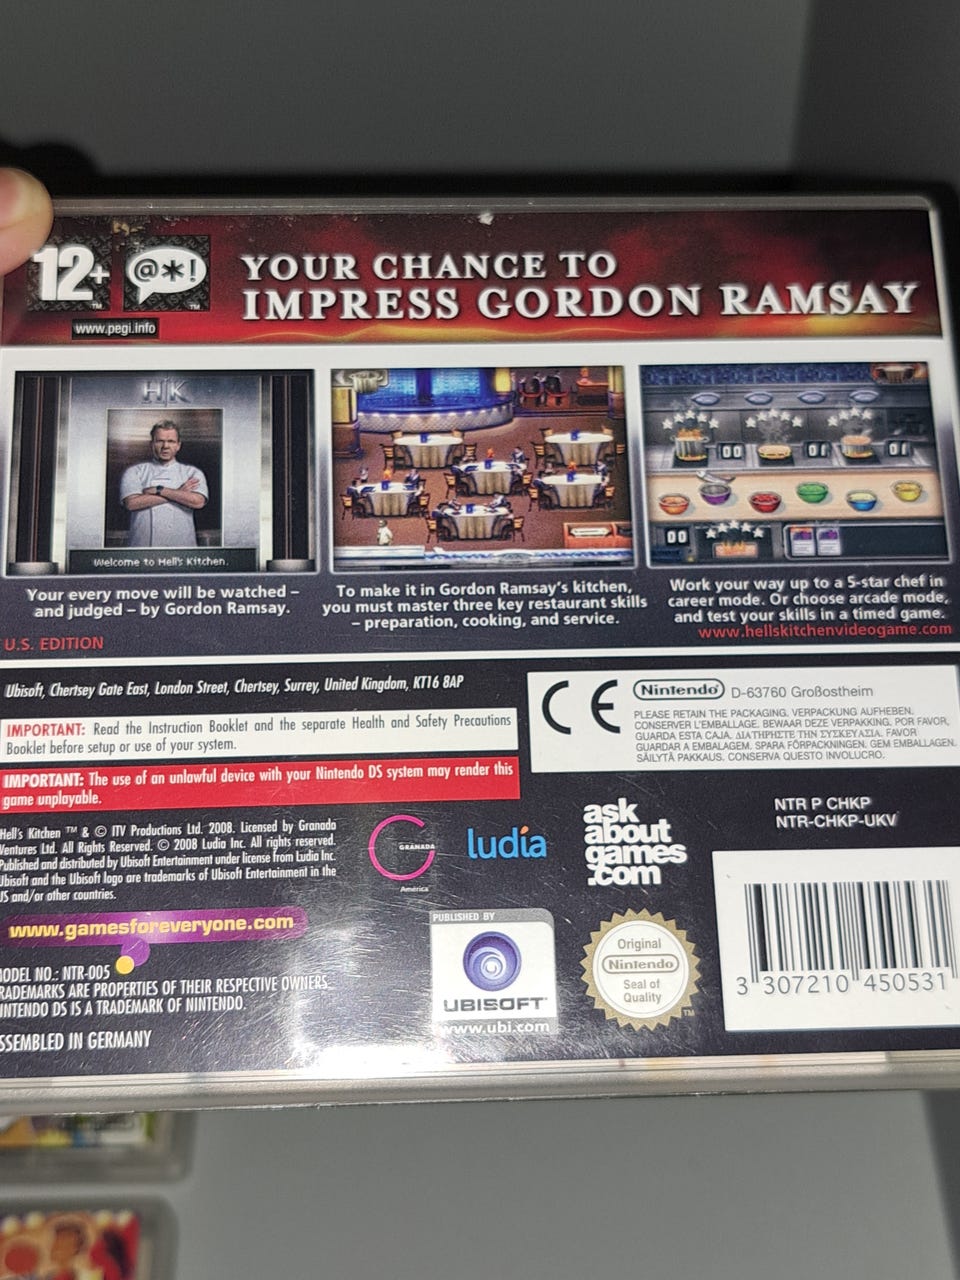 12+
TM
@*!
TM
www.pegi.info
YOUR CHANCE TO
IMPRESS GORDON RAMSAY
HK
Welcome to Hell's Kitchen.
00
01
00
00
Your every move will be watched –
and judged – by Gordon Ramsay.
To make it in Gordon Ramsay's kitchen,
you must master three key restaurant skills
– preparation, cooking, and service.
Work your way up to a 5-star chef in
career mode. Or choose arcade mode,
and test your skills in a timed game.
www.hellskitchenvideogame.com
U.S. EDITION
Ubisoft, Chertsey Gate East, London Street, Chertsey, Surrey, United Kingdom, KT16 8AP
IMPORTANT: Read the Instruction Booklet and the separate Health and Safety Precautions
Booklet before setup or use of your system.
IMPORTANT: The use of an unlawful device with your Nintendo DS system may render this
game unplayable.
CE
Nintendo D-63760 Großostheim
PLEASE RETAIN THE PACKAGING. VERPACKUNG AUFHEBEN.
CONSERVER L'EMBALLAGE. BEWAAR DEZE VERPAKKING. POR FAVOR,
GUARDA ESTA CAJA. ΔΙΑΤΗΡΗΣΤΕ ΤΗΝ ΣΥΣΚΕΥΑΣΙΑ. FAVOR
GUARDAR A EMBALAGEM. SPARA FÖRPACKNINGEN. GEM EMBALLAGEN.
SÄILYTÄ PAKKAUS. CONSERVA QUESTO INVOLUCRO.
Hell's Kitchen ™ & © ITV Productions Ltd. 2008. Licensed by Granada
Ventures Ltd. All Rights Reserved. © 2008 Ludia Inc. All rights reserved.
Published and distributed by Ubisoft Entertainment under license from Ludia Inc.
Ubisoft and the Ubisoft logo are trademarks of Ubisoft Entertainment in the
US and/or other countries.
GRANADA
America
ludia
ask
about
games
.com
NTR P CHKP
NTR-CHKP-UKV
www.gamesforeveryone.com
ODEL NO.: NTR-005
RADEMARKS ARE PROPERTIES OF THEIR RESPECTIVE OWNERS.
INTENDO DS IS A TRADEMARK OF NINTENDO.
SSEMBLED IN GERMANY
PUBLISHED BY
UBISOFT
www.ubi.com
Original
Nintendo
Seal of
Quality
TM
3 307210 450531